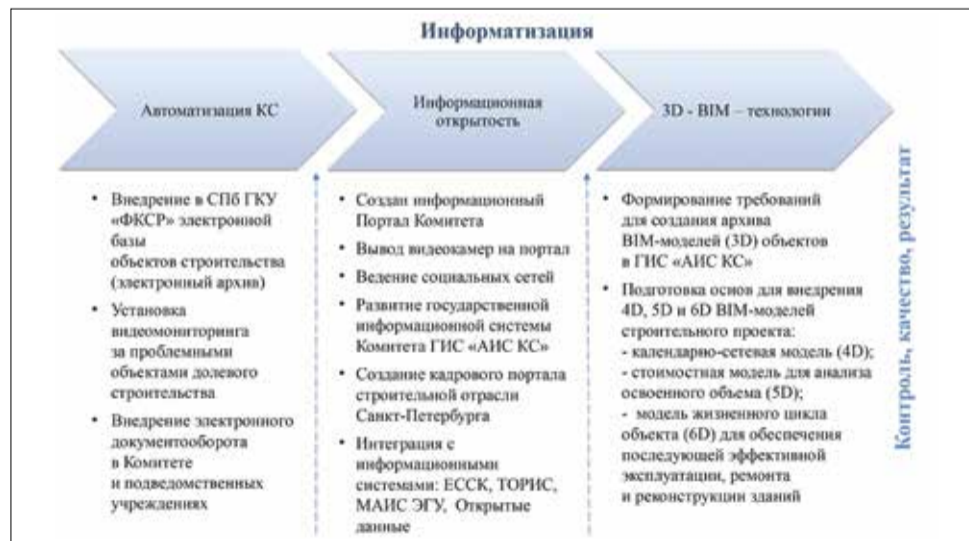 Информатизация
Автоматизация КС
Информационная
открытость
3D - BIM – технологии
• Внедрение в СПб ГКУ
«ФКСР» электронной
базы
объектов строительства
(электронный архив)
• Установка
видеомониторинга
за проблемными
объектами долевого
строительства
• Внедрение электронного
документооборота
в Комитете
и подведомственных
учреждениях
• Создан информационный
Портал Комитета
• Вывод видеокамер на портал
• Ведение социальных сетей
• Развитие государственной
информационной системы
Комитета ГИС «АИС КС»
• Создание кадрового портала
строительной отрасли
Санкт-Петербурга
• Интеграция с
информационными
системами: ЕССК, ТОРИС,
МАИС ЭГУ, Открытые
данные
• Формирование требований
для создания архива
BIM-моделей (3D) объектов
в ГИС «АИС КС»
• Подготовка основ для внедрения
4D, 5D и 6D BIM-моделей
строительного проекта:
- календарно-сетевая модель (4D);
- стоимостная модель для анализа
освоенного объема (5D);
- модель жизненного цикла
объекта (6D) для обеспечения
последующей эффективной
эксплуатации, ремонта
и реконструкции зданий
Контроль, качество, результат